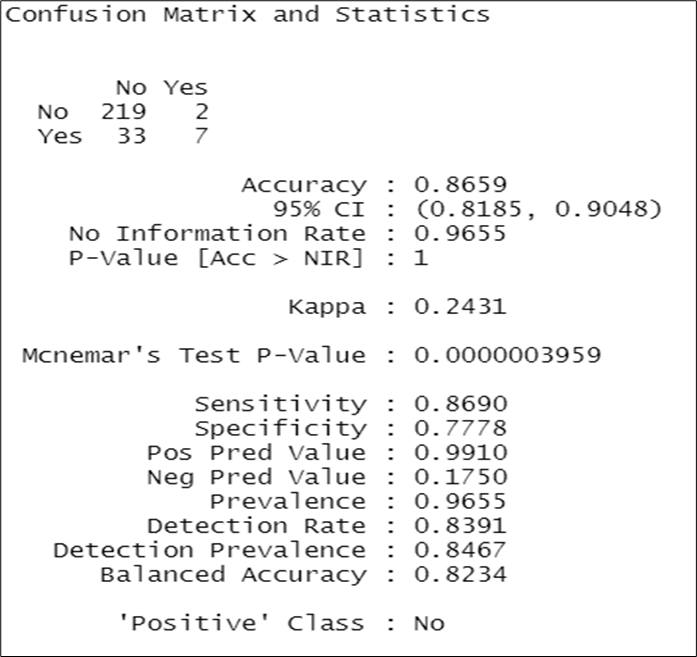 Confusion Matrix and Statistics
No Yes
No 219 2
Yes 33 7
Accuracy : 0.8659
95% CI : (0.8185, 0.9048)
No Information Rate : 0.9655
P-Value [Acc > NIR] : 1
Kappa : 0.2431
Mcnemar's Test P-Value : 0.0000003959
Sensitivity : 0.8690
Specificity : 0.7778
Pos Pred Value : 0.9910
Neg Pred Value : 0.1750
Prevalence : 0.9655
Detection Rate : 0.8391
Detection Prevalence : 0.8467
Balanced Accuracy : 0.8234
'Positive' Class : No